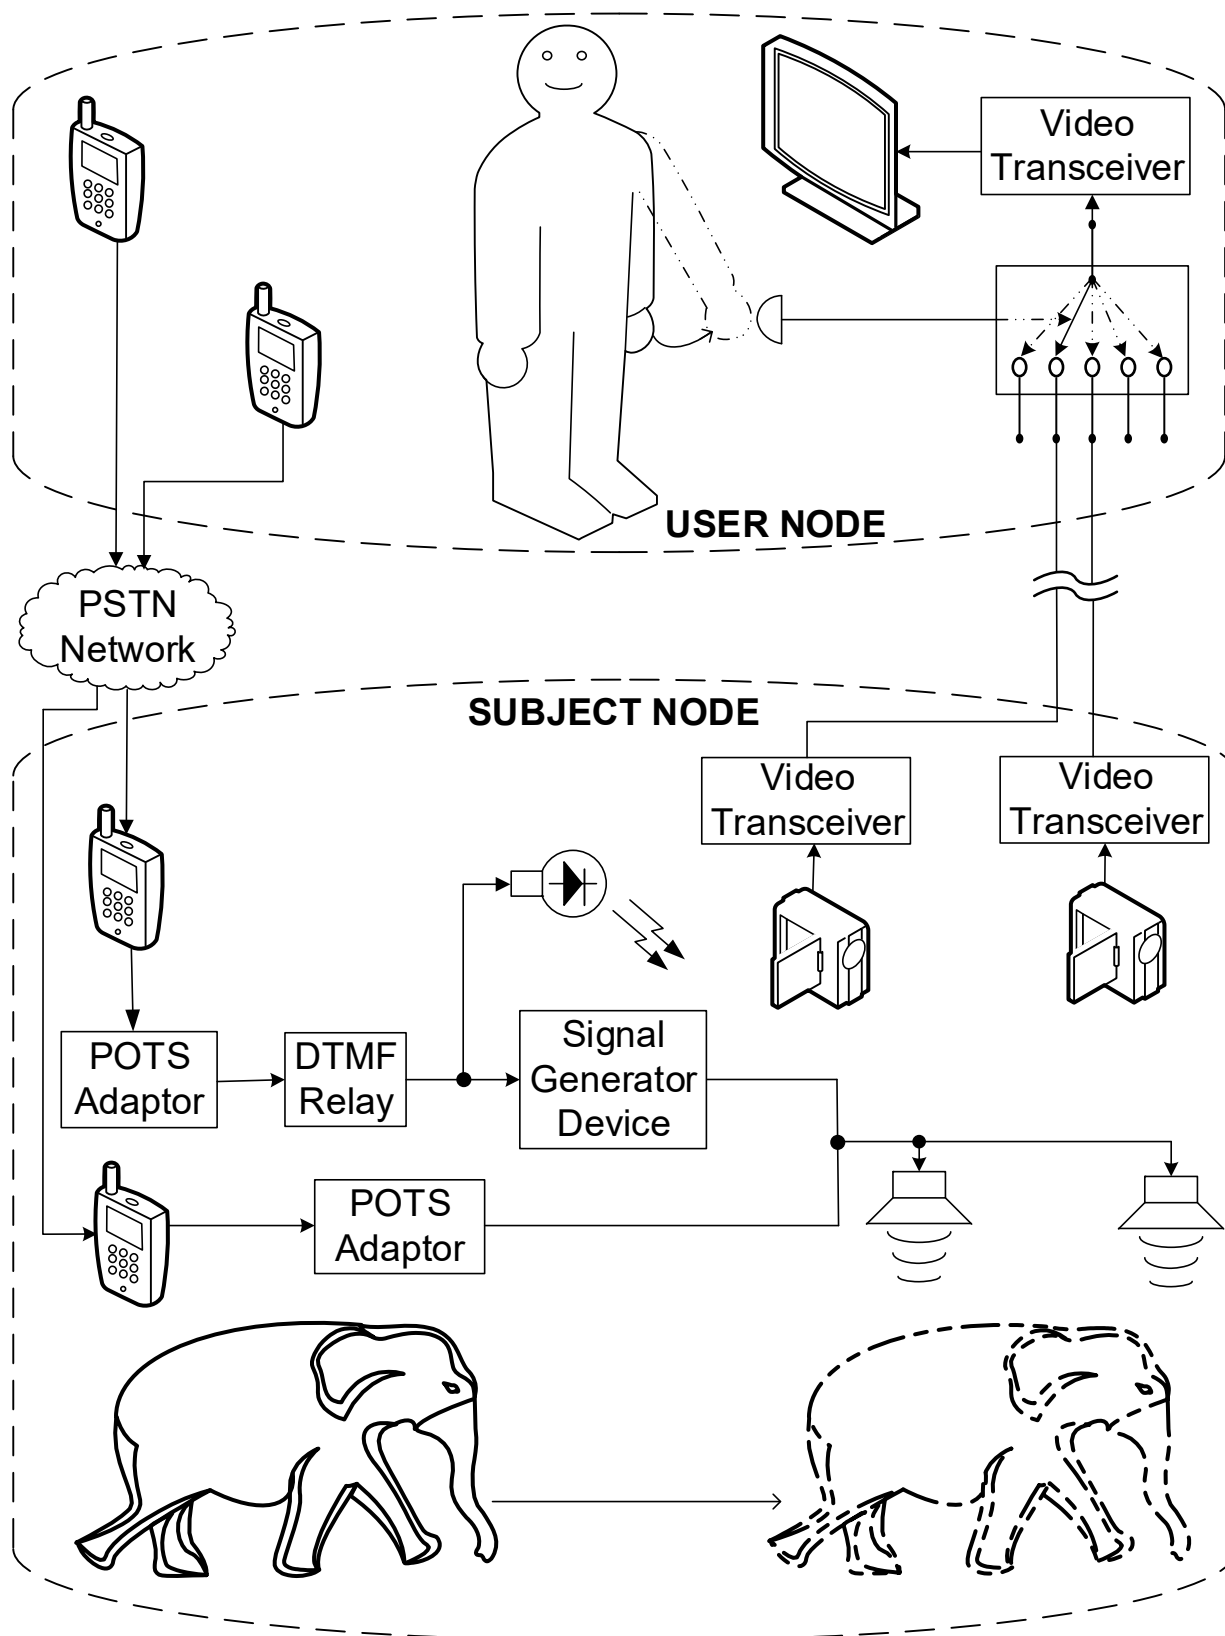 Video
Transceiver
USER NODE
PSTN
Network
SUBJECT NODE
Video
Transceiver
Video
Transceiver
POTS
Adaptor
DTMF
Relay
Signal
Generator
Device
POTS
Adaptor